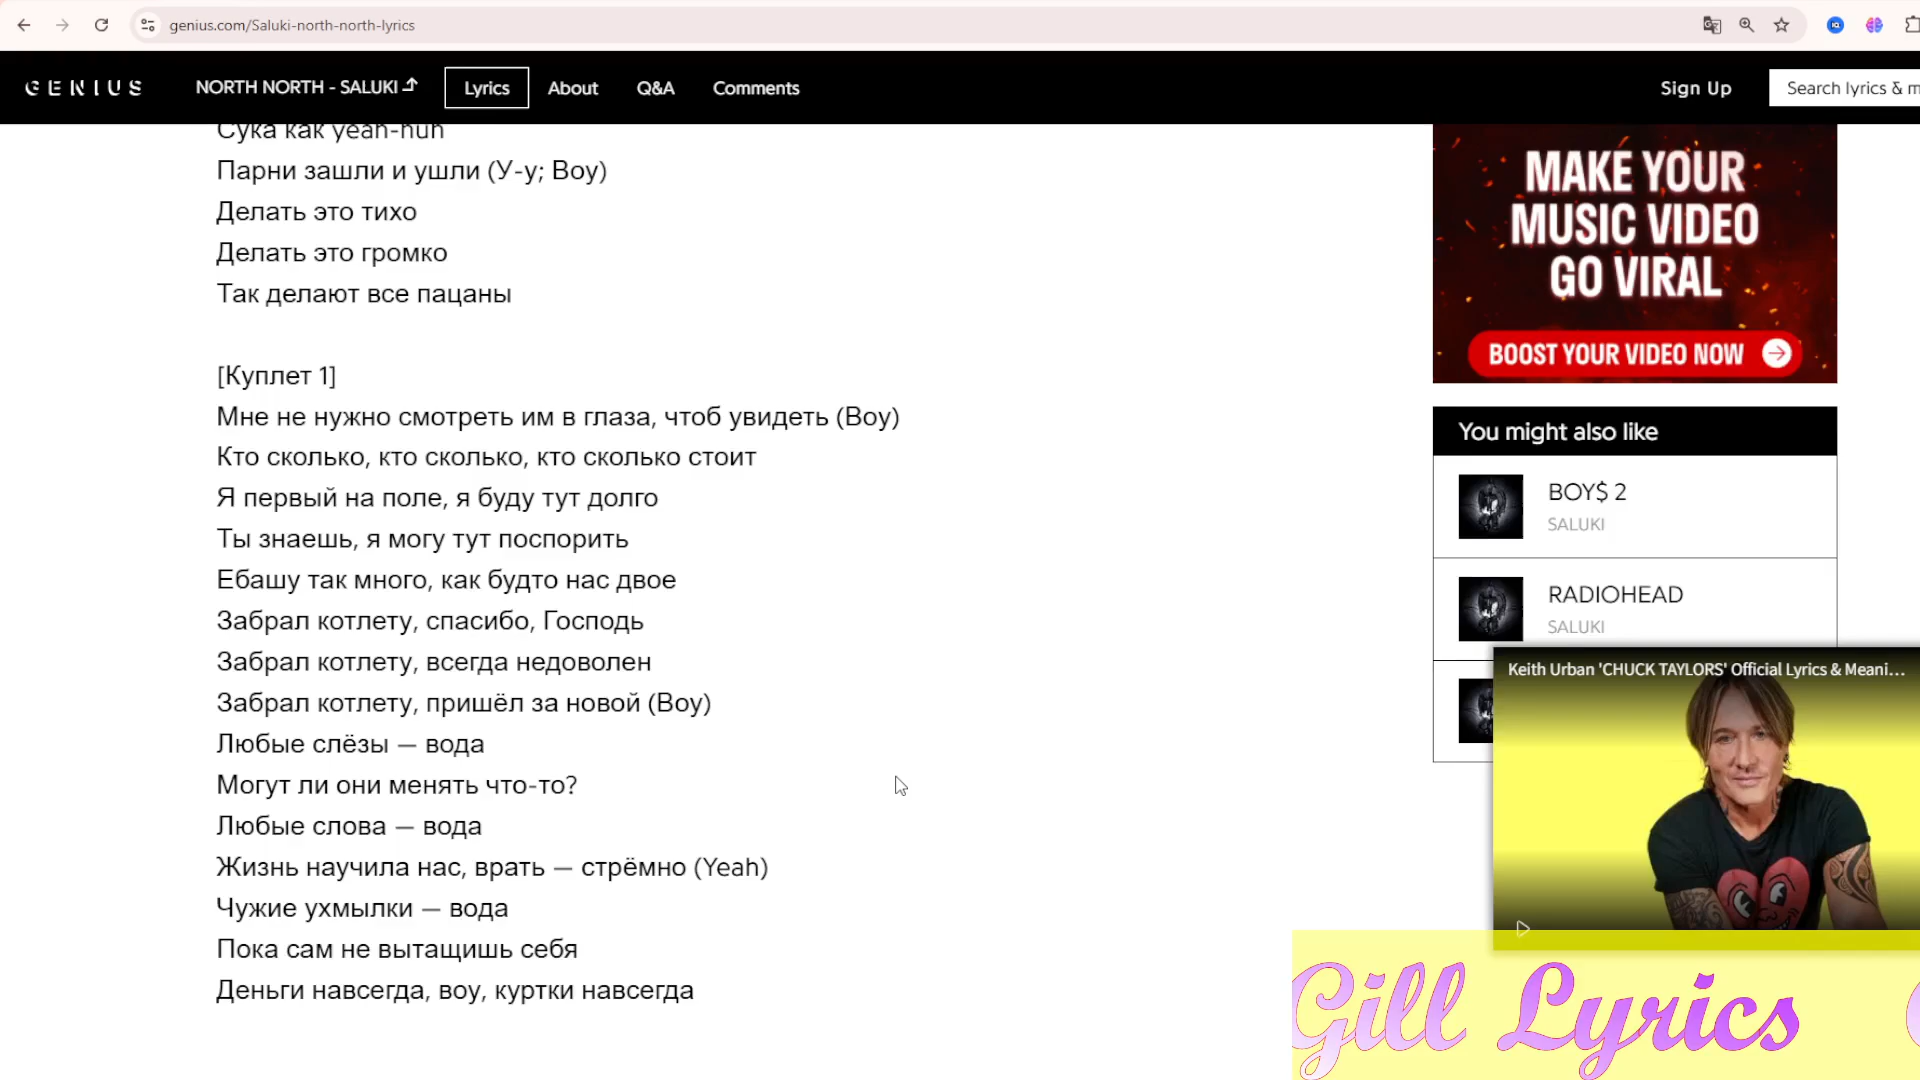 genius.com/Saluki-north-north-lyrics
GENIUS
NORTH NORTH - SALUKI
Lyrics
About
Q&A
Comments
Sign Up
Search lyrics & m
Сука как yeah-huh
Парни зашли и ушли (У-у; Boy)
Делать это тихо
Делать это громко
Так делают все пацаны
[Куплет 1]
Мне не нужно смотреть им в глаза, чтоб увидеть (Boy)
Кто сколько, кто сколько, кто сколько стоит
Я первый на поле, я буду тут долго
Ты знаешь, я могу тут поспорить
Ебашу так много, как будто нас двое
Забрал котлету, спасибо, Господь
Забрал котлету, всегда недоволен
Забрал котлету, пришёл за новой (Boy)
Любые слёзы — вода
Могут ли они менять что-то?
Любые слова — вода
Жизнь научила нас, врать — стрёмно (Yeah)
Чужие ухмылки — вода
Пока сам не вытащишь себя
Деньги навсегда, воу, куртки навсегда
MAKE YOUR
MUSIC VIDEO
GO VIRAL
BOOST YOUR VIDEO NOW
You might also like
BOY$ 2
SALUKI
RADIOHEAD
SALUKI
Keith Urban 'CHUCK TAYLORS' Official Lyrics & Meani...
Gill Lyrics